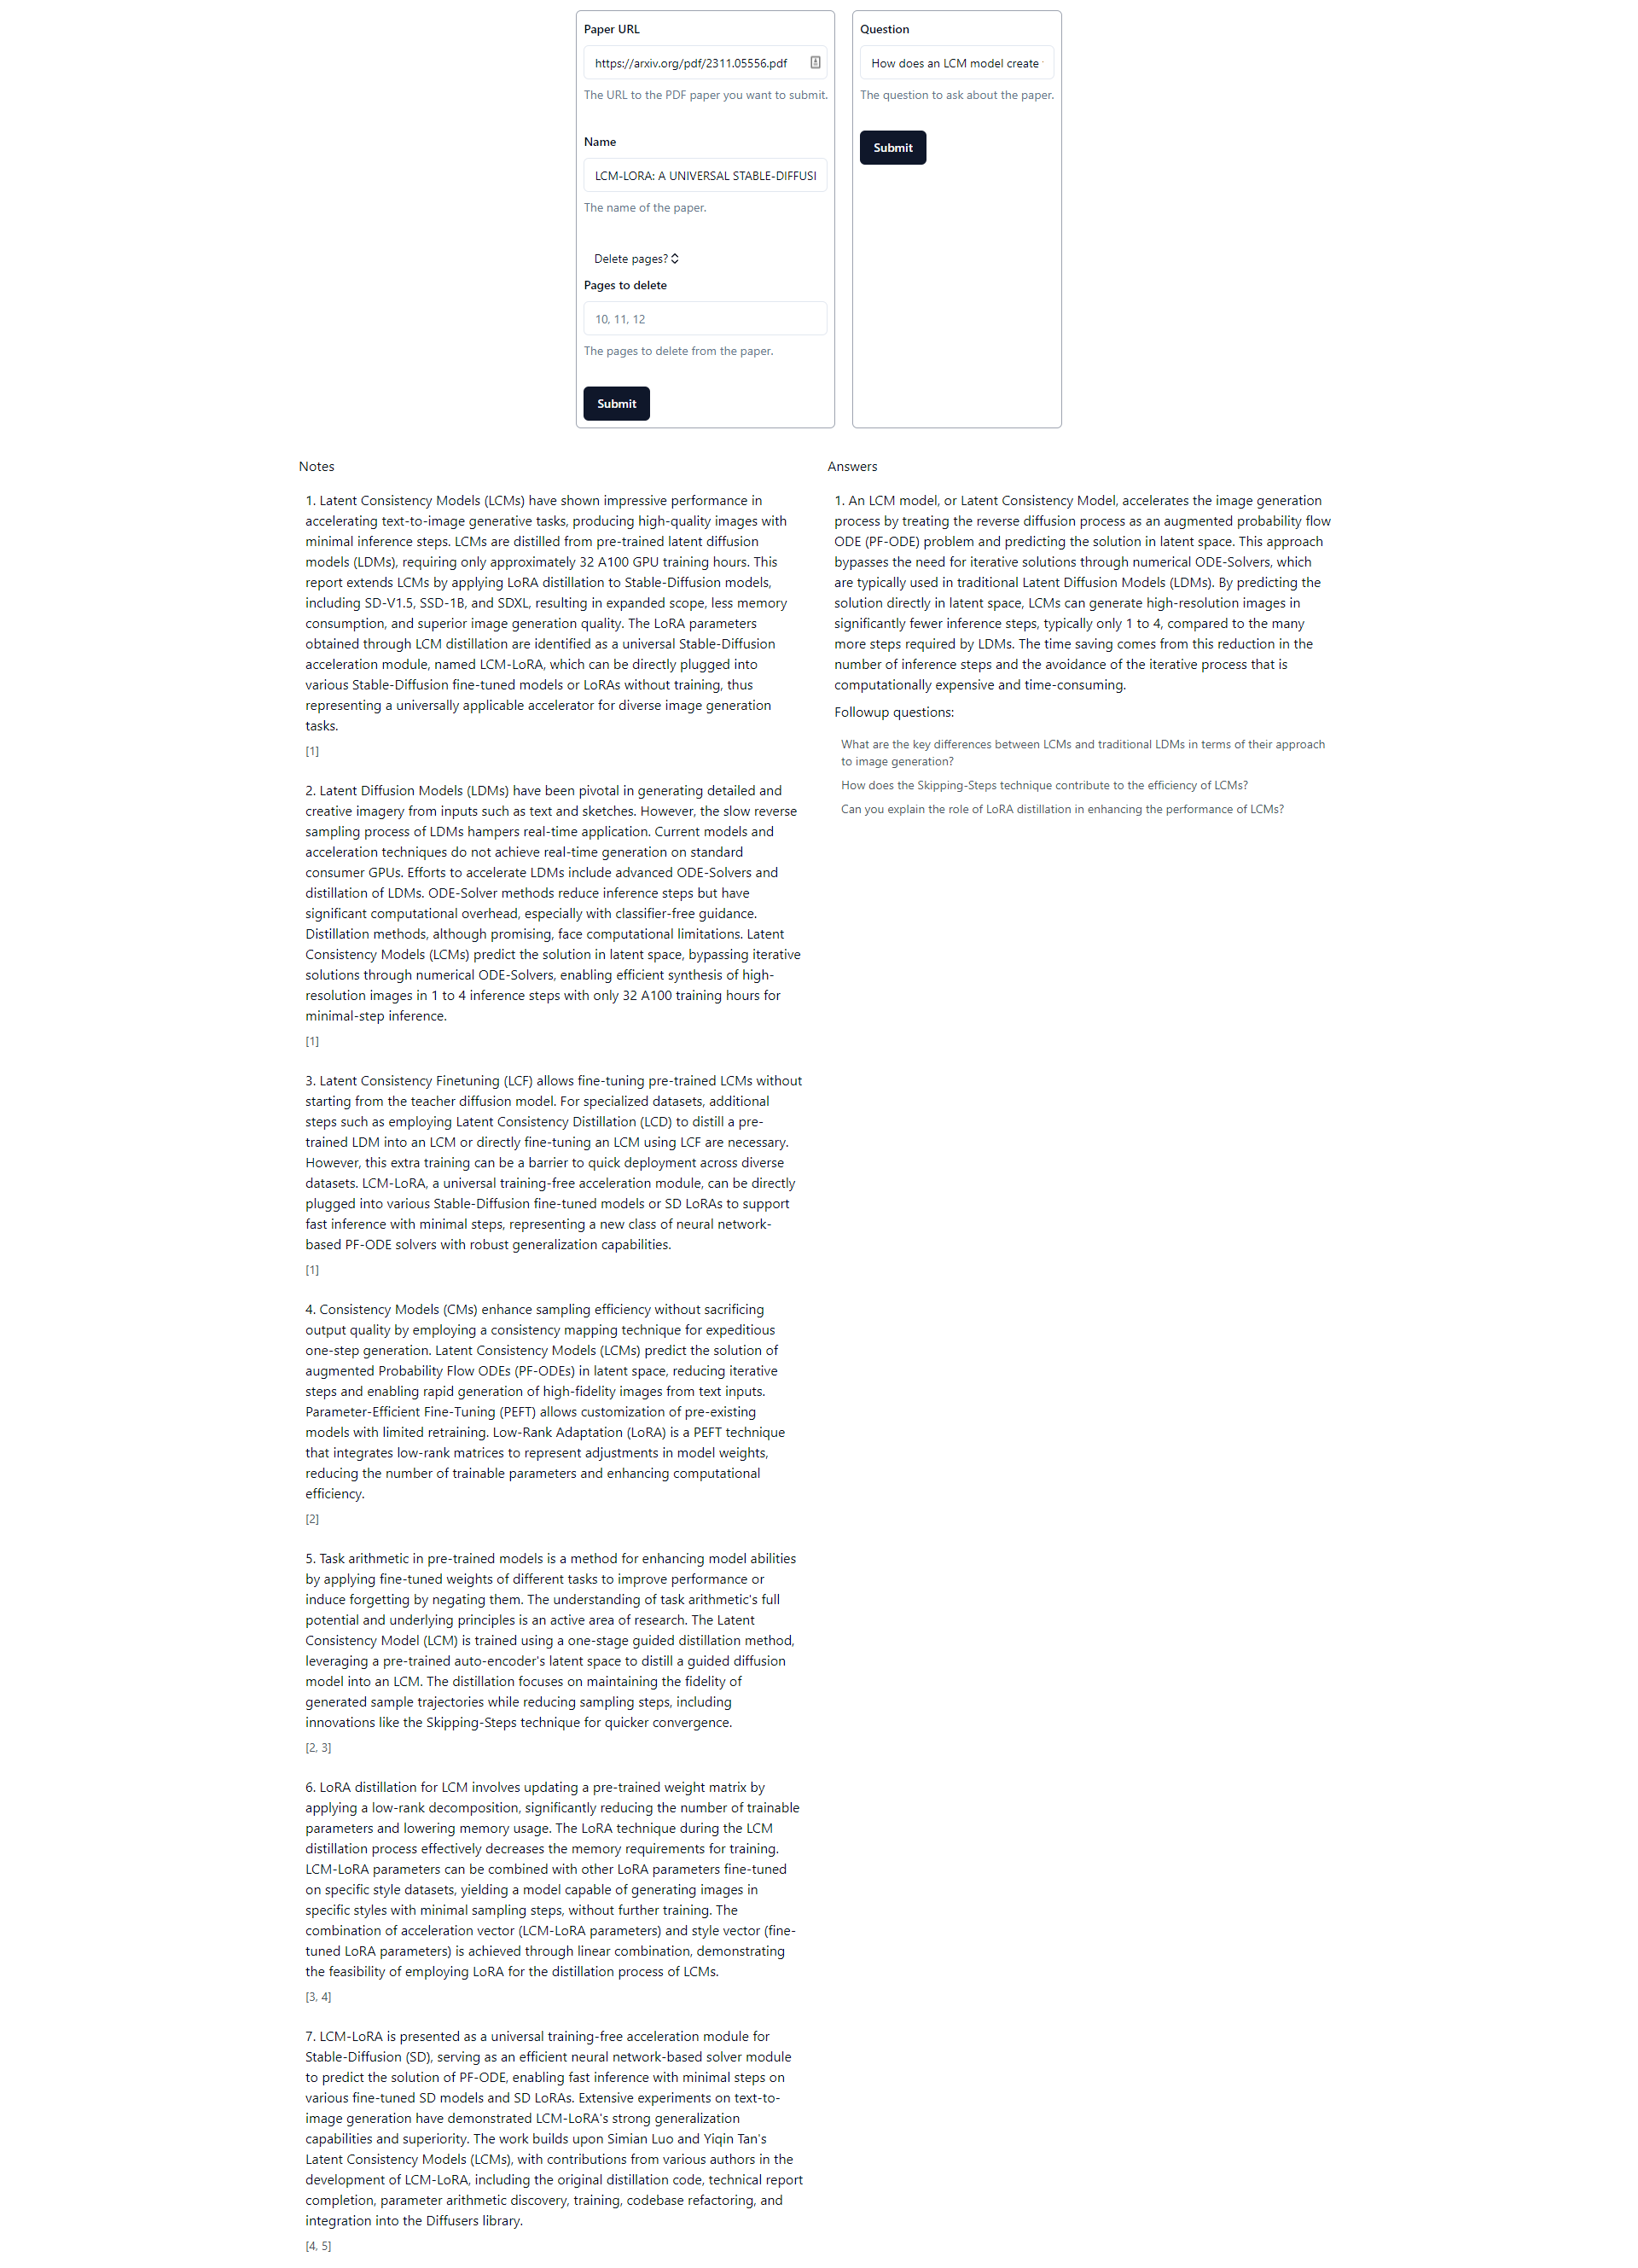 Paper URL
https://arxiv.org/pdf/2311.05556.pdf
The URL to the PDF paper you want to submit.
Name
LCM-LORA: A UNIVERSAL STABLE-DIFFUSI
The name of the paper.
Delete pages?
Pages to delete
10, 11, 12
The pages to delete from the paper.
Submit
Question
How does an LCM model create
The question to ask about the paper.
Submit
Notes
1. Latent Consistency Models (LCMs) have shown impressive performance in
accelerating text-to-image generative tasks, producing high-quality images with
minimal inference steps. LCMs are distilled from pre-trained latent diffusion
models (LDMs), requiring only approximately 32 A100 GPU training hours. This
report extends LCMs by applying LoRA distillation to Stable-Diffusion models,
including SD-V1.5, SSD-1B, and SDXL, resulting in expanded scope, less memory
consumption, and superior image generation quality. The LoRA parameters
obtained through LCM distillation are identified as a universal Stable-Diffusion
acceleration module, named LCM-LoRA, which can be directly plugged into
various Stable-Diffusion fine-tuned models or LoRAs without training, thus
representing a universally applicable accelerator for diverse image generation
tasks.
[1]
2. Latent Diffusion Models (LDMs) have been pivotal in generating detailed and
creative imagery from inputs such as text and sketches. However, the slow reverse
sampling process of LDMs hampers real-time application. Current models and
acceleration techniques do not achieve real-time generation on standard
consumer GPUs. Efforts to accelerate LDMs include advanced ODE-Solvers and
distillation of LDMs. ODE-Solver methods reduce inference steps but have
significant computational overhead, especially with classifier-free guidance.
Distillation methods, although promising, face computational limitations. Latent
Consistency Models (LCMs) predict the solution in latent space, bypassing iterative
solutions through numerical ODE-Solvers, enabling efficient synthesis of high-
resolution images in 1 to 4 inference steps with only 32 A100 training hours for
minimal-step inference.
[1]
3. Latent Consistency Finetuning (LCF) allows fine-tuning pre-trained LCMs without
starting from the teacher diffusion model. For specialized datasets, additional
steps such as employing Latent Consistency Distillation (LCD) to distill a pre-
trained LDM into an LCM or directly fine-tuning an LCM using LCF are necessary.
However, this extra training can be a barrier to quick deployment across diverse
datasets. LCM-LoRA, a universal training-free acceleration module, can be directly
plugged into various Stable-Diffusion fine-tuned models or SD LoRAs to support
fast inference with minimal steps, representing a new class of neural network-
based PF-ODE solvers with robust generalization capabilities.
[1]
4. Consistency Models (CMs) enhance sampling efficiency without sacrificing
output quality by employing a consistency mapping technique for expeditious
one-step generation. Latent Consistency Models (LCMs) predict the solution of
augmented Probability Flow ODEs (PF-ODEs) in latent space, reducing iterative
steps and enabling rapid generation of high-fidelity images from text inputs.
Parameter-Efficient Fine-Tuning (PEFT) allows customization of pre-existing
models with limited retraining. Low-Rank Adaptation (LoRA) is a PEFT technique
that integrates low-rank matrices to represent adjustments in model weights,
reducing the number of trainable parameters and enhancing computational
efficiency.
[2]
5. Task arithmetic in pre-trained models is a method for enhancing model abilities
by applying fine-tuned weights of different tasks to improve performance or
induce forgetting by negating them. The understanding of task arithmetic's full
potential and underlying principles is an active area of research. The Latent
Consistency Model (LCM) is trained using a one-stage guided distillation method,
leveraging a pre-trained auto-encoder's latent space to distill a guided diffusion
model into an LCM. The distillation focuses on maintaining the fidelity of
generated sample trajectories while reducing sampling steps, including
innovations like the Skipping-Steps technique for quicker convergence.
[2, 3]
6. LoRA distillation for LCM involves updating a pre-trained weight matrix by
applying a low-rank decomposition, significantly reducing the number of trainable
parameters and lowering memory usage. The LoRA technique during the LCM
distillation process effectively decreases the memory requirements for training.
LCM-LoRA parameters can be combined with other LoRA parameters fine-tuned
on specific style datasets, yielding a model capable of generating images in
specific styles with minimal sampling steps, without further training. The
combination of acceleration vector (LCM-LoRA parameters) and style vector (fine-
tuned LoRA parameters) is achieved through linear combination, demonstrating
the feasibility of employing LoRA for the distillation process of LCMs.
[3, 4]
7. LCM-LoRA is presented as a universal training-free acceleration module for
Stable-Diffusion (SD), serving as an efficient neural network-based solver module
to predict the solution of PF-ODE, enabling fast inference with minimal steps on
various fine-tuned SD models and SD LoRAs. Extensive experiments on text-to-
image generation have demonstrated LCM-LoRA's strong generalization
capabilities and superiority. The work builds upon Simian Luo and Yiqin Tan's
Latent Consistency Models (LCMs), with contributions from various authors in the
development of LCM-LoRA, including the original distillation code, technical report
completion, parameter arithmetic discovery, training, codebase refactoring, and
integration into the Diffusers library.
[4, 5]
Answers
1. An LCM model, or Latent Consistency Model, accelerates the image generation
process by treating the reverse diffusion process as an augmented probability flow
ODE (PF-ODE) problem and predicting the solution in latent space. This approach
bypasses the need for iterative solutions through numerical ODE-Solvers, which
are typically used in traditional Latent Diffusion Models (LDMs). By predicting the
solution directly in latent space, LCMs can generate high-resolution images in
significantly fewer inference steps, typically only 1 to 4, compared to the many
more steps required by LDMs. The time saving comes from this reduction in the
number of inference steps and the avoidance of the iterative process that is
computationally expensive and time-consuming.
Followup questions:
What are the key differences between LCMs and traditional LDMs in terms of their approach
to image generation?
How does the Skipping-Steps technique contribute to the efficiency of LCMs?
Can you explain the role of LoRA distillation in enhancing the performance of LCMs?